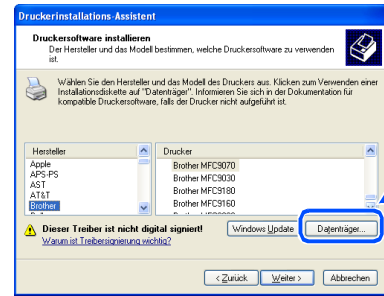 Druckerinstallations-Assistent
Druckersoftware installieren
Der Hersteller und das Modell bestimmen, welche Druckersoftware zu verwenden
ist.
Wählen Sie den Hersteller und das Modell des Druckers aus. Klicken zum Verwenden einer
Installationsdiskette auf "Datenträger". Informieren Sie sich in der Dokumentation für
kompatible Druckersoftware, falls der Drucker nicht aufgeführt ist.
Hersteller
Apple
APS-PS
AST
AT&T
Brother
Drucker
Brother MFC9070
Brother MFC9030
Brother MFC9180
Brother MFC9160
Dieser Treiber ist nicht digital signiert!
Warum ist Treibersignierung wichtig?
Windows Update
Datenträger...
< Zurück
Weiter >
Abbrechen